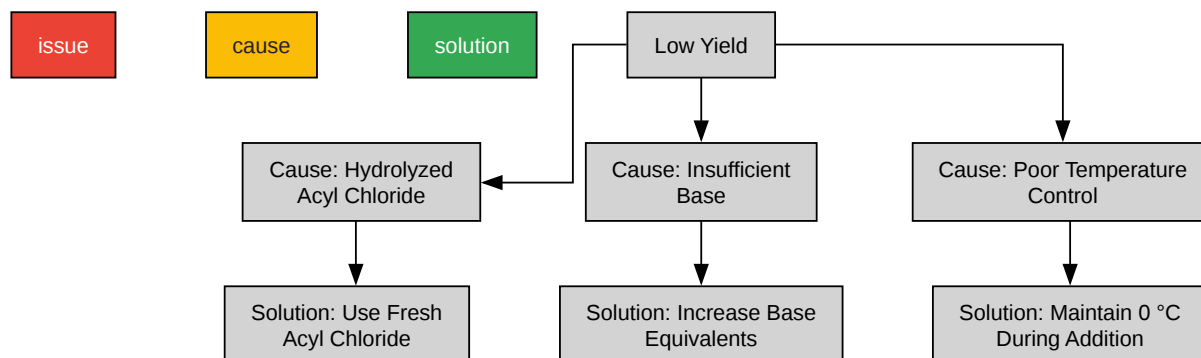 issue
cause
solution
Low Yield
Cause: Hydrolyzed
Acyl Chloride
Cause: Insufficient
Base
Cause: Poor Temperature
Control
Solution: Use Fresh
Acyl Chloride
Solution: Increase Base
Equivalents
Solution: Maintain 0 °C
During Addition